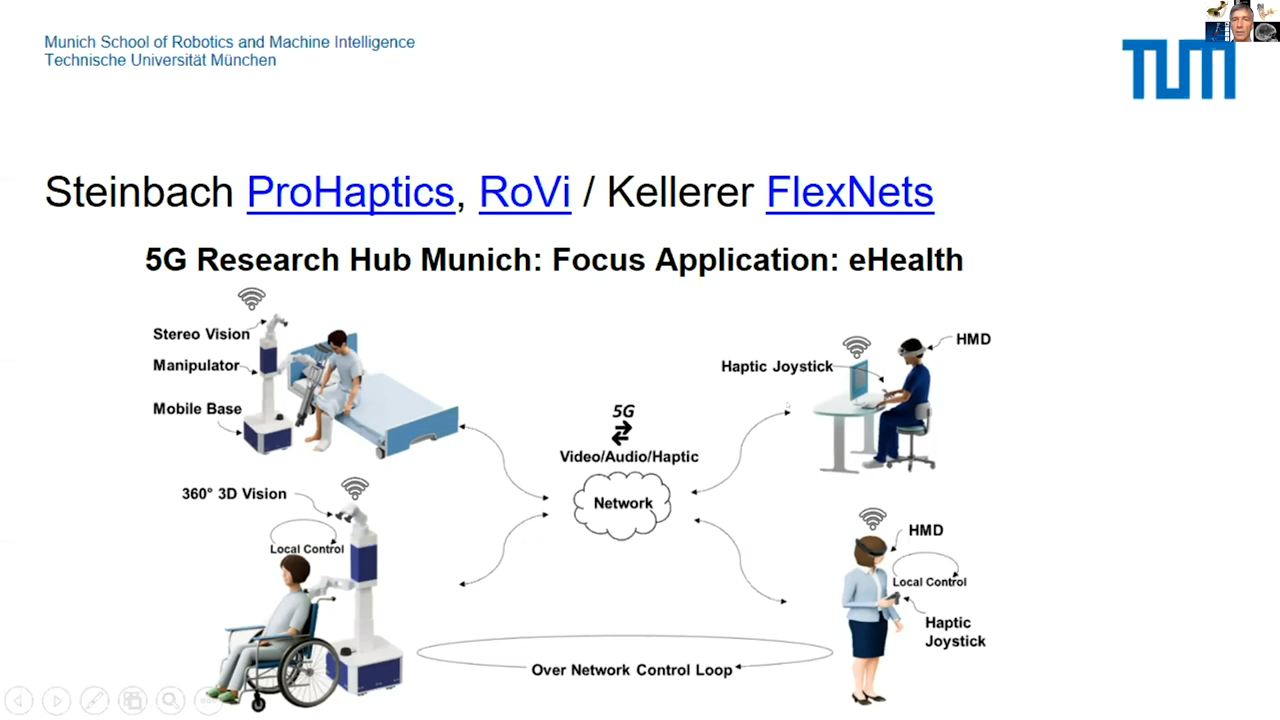 Munich School of Robotics and Machine Intelligence
Technische Universität München
TUM
Steinbach ProHaptics, RoVi / Kellerer FlexNets
5G Research Hub Munich: Focus Application: eHealth
Stereo Vision
Manipulator
Mobile Base
HMD
Haptic Joystick
5G
Video/Audio/Haptic
Network
360° 3D Vision
Local Control
HMD
Local Control
Haptic
Joystick
Over Network Control Loop